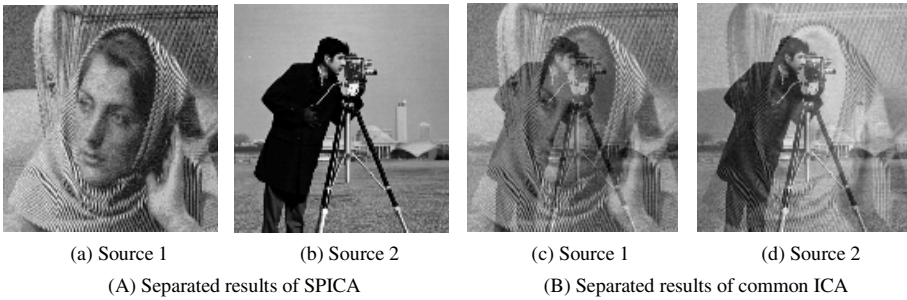 (a) Source 1
(b) Source 2
(c) Source 1
(d) Source 2
(A) Separated results of SPICA
(B) Separated results of common ICA